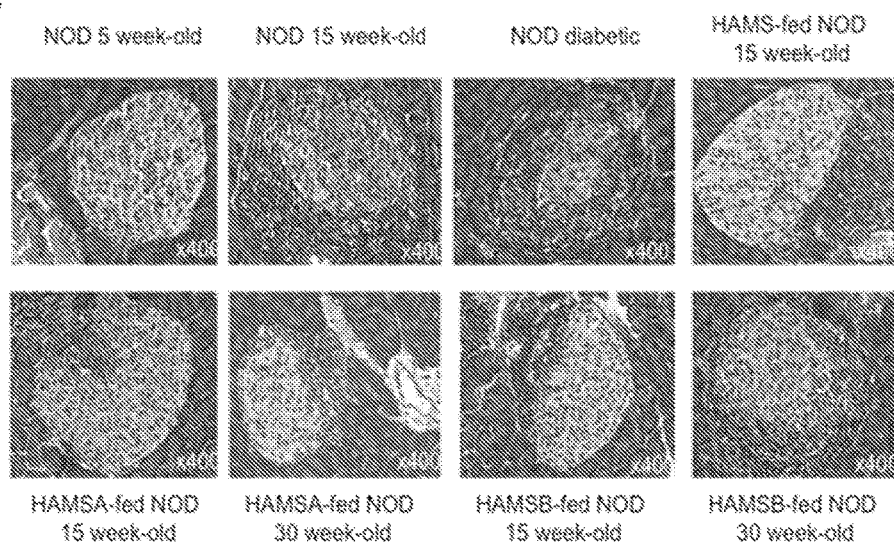 NOD 5 week-old
NOD 15 week-old
NOD diabetic
HAMS-fed NOD
15 week-old
x400
x400
x400
x400
x400
x400
x400
HAMSA-fed NOD
15 week-old
HAMSA-fed NOD
30 week-old
HAMSB-fed NOD
15 week-old
HAMSB-fed NOD
30 week-old